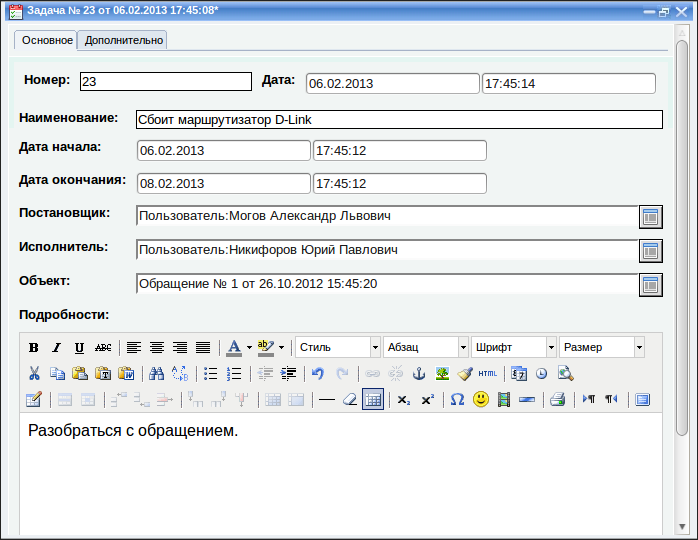 Задача № 23 от 06.02.2013 17:45:08*
Основное Дополнительно
Номер: 23 Дата: 06.02.2013 17:45:14
Наименование: Сбоит маршрутизатор D-Link
Дата начала: 06.02.2013 17:45:12
Дата окончания: 08.02.2013 17:45:12
Постановщик: Пользователь:Могов Александр Львович
Исполнитель: Пользователь:Никифоров Юрий Павлович
Объект: Обращение № 1 от 26.10.2012 15:45:20
Подробности:
B I U ABC A ab Стиль Абзац Шрифт Размер
HTML
Разобраться с обращением.